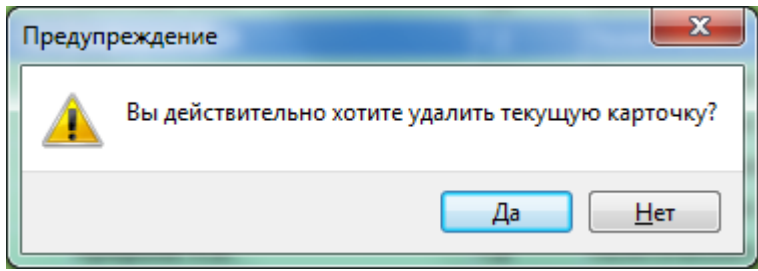 Предупреждение
Вы действительно хотите удалить текущую карточку?
Да
Нет